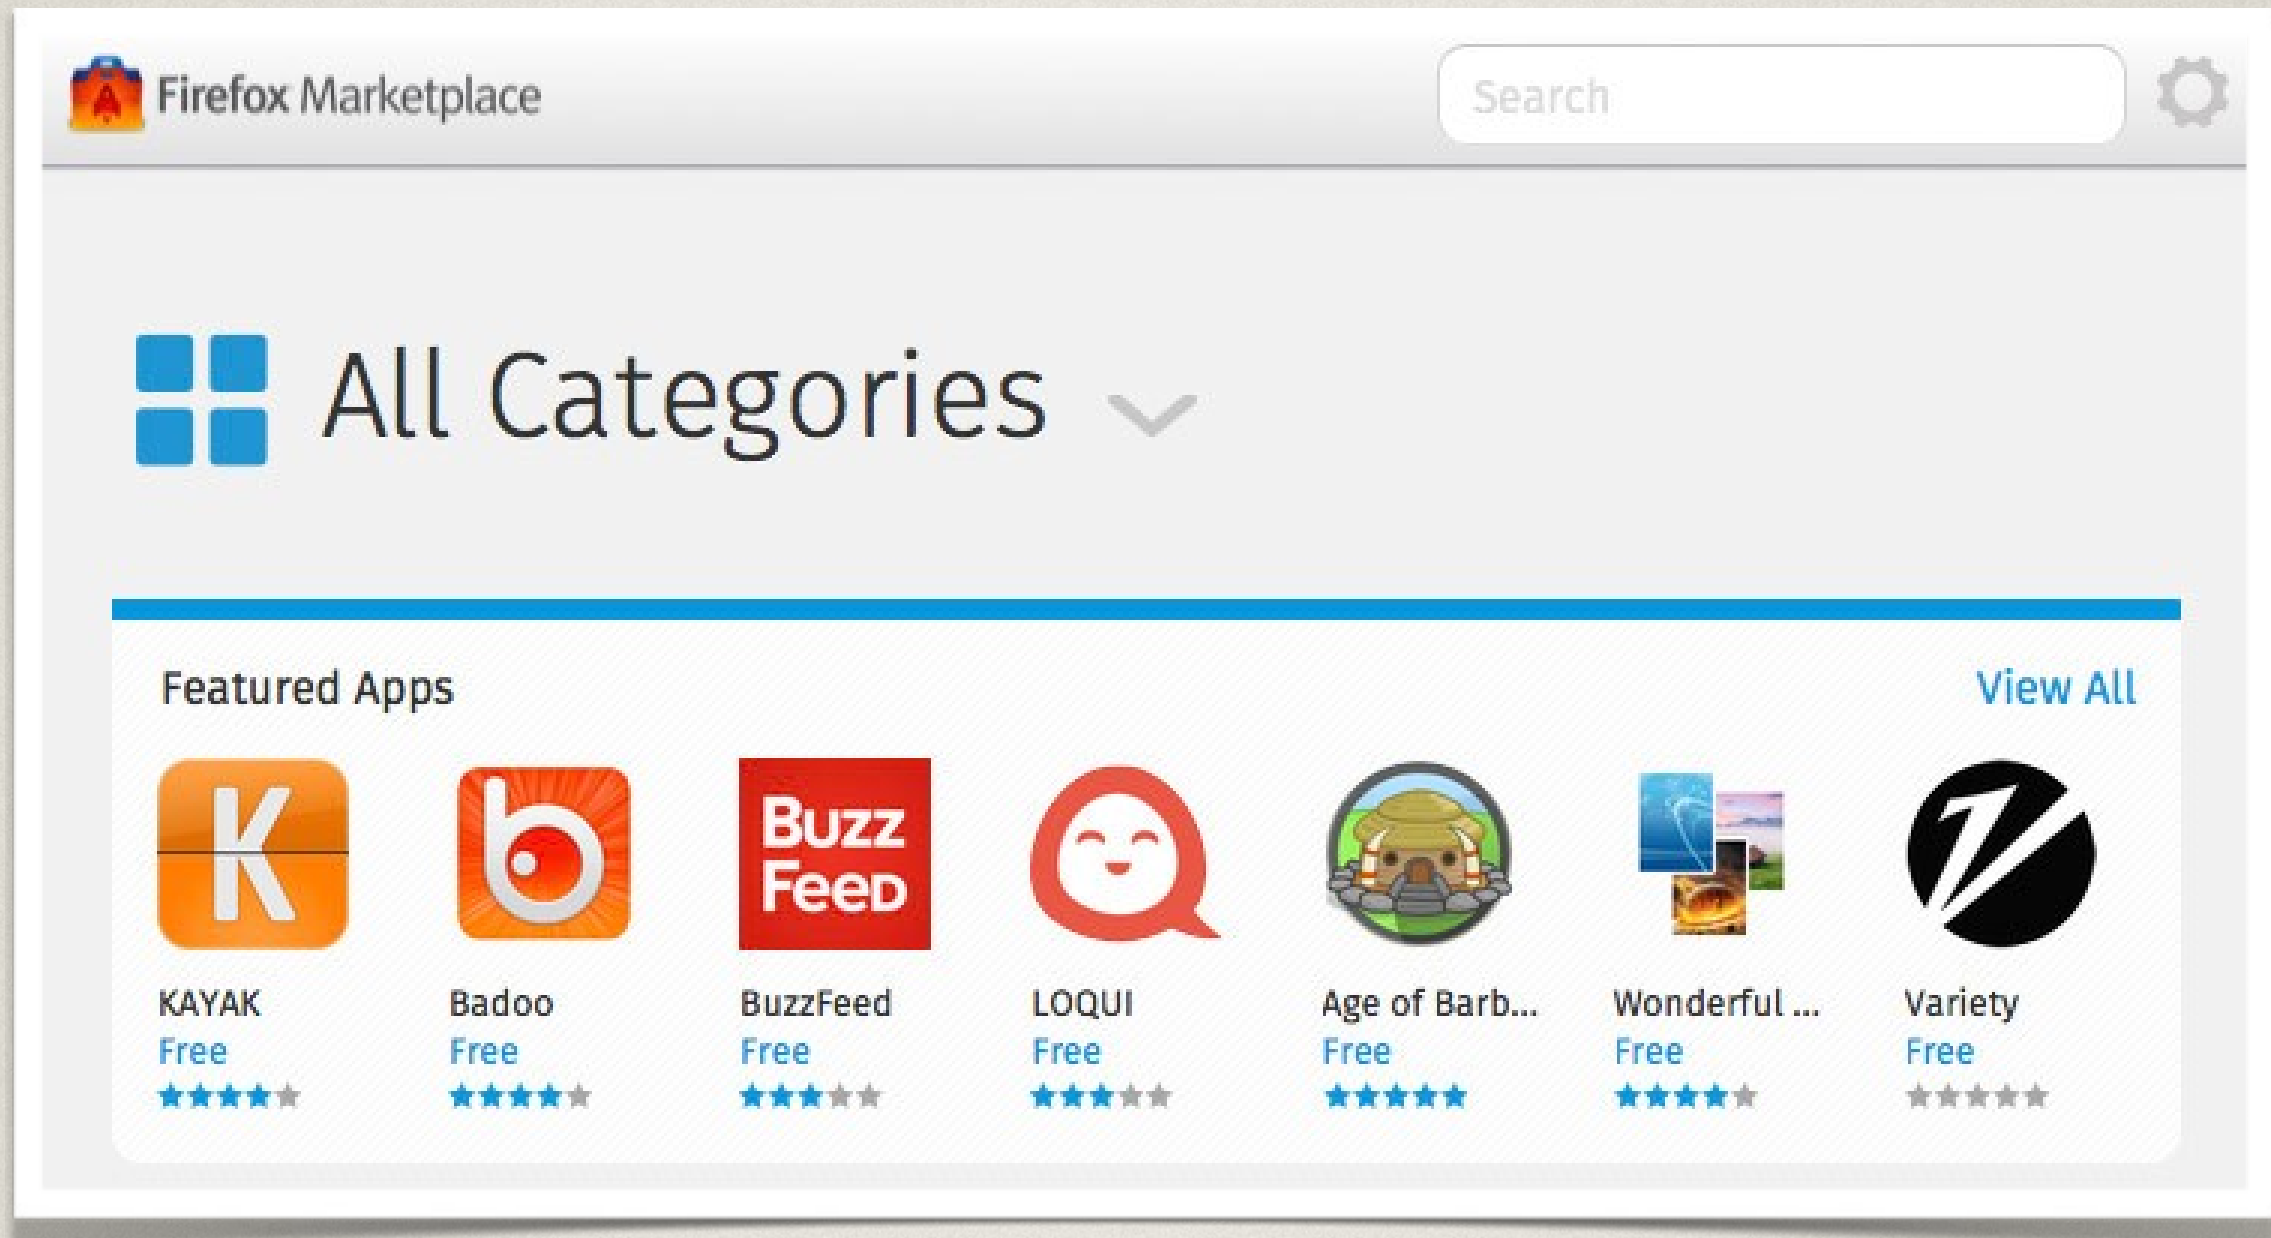 Firefox Marketplace
Search
All Categories
Featured Apps
View All
K
b
BUZZ
FEED
V
KAYAK
Badoo
BuzzFeed
LOQUI
Age of Barb...
Wonderful ...
Variety
Free
Free
Free
Free
Free
Free
Free